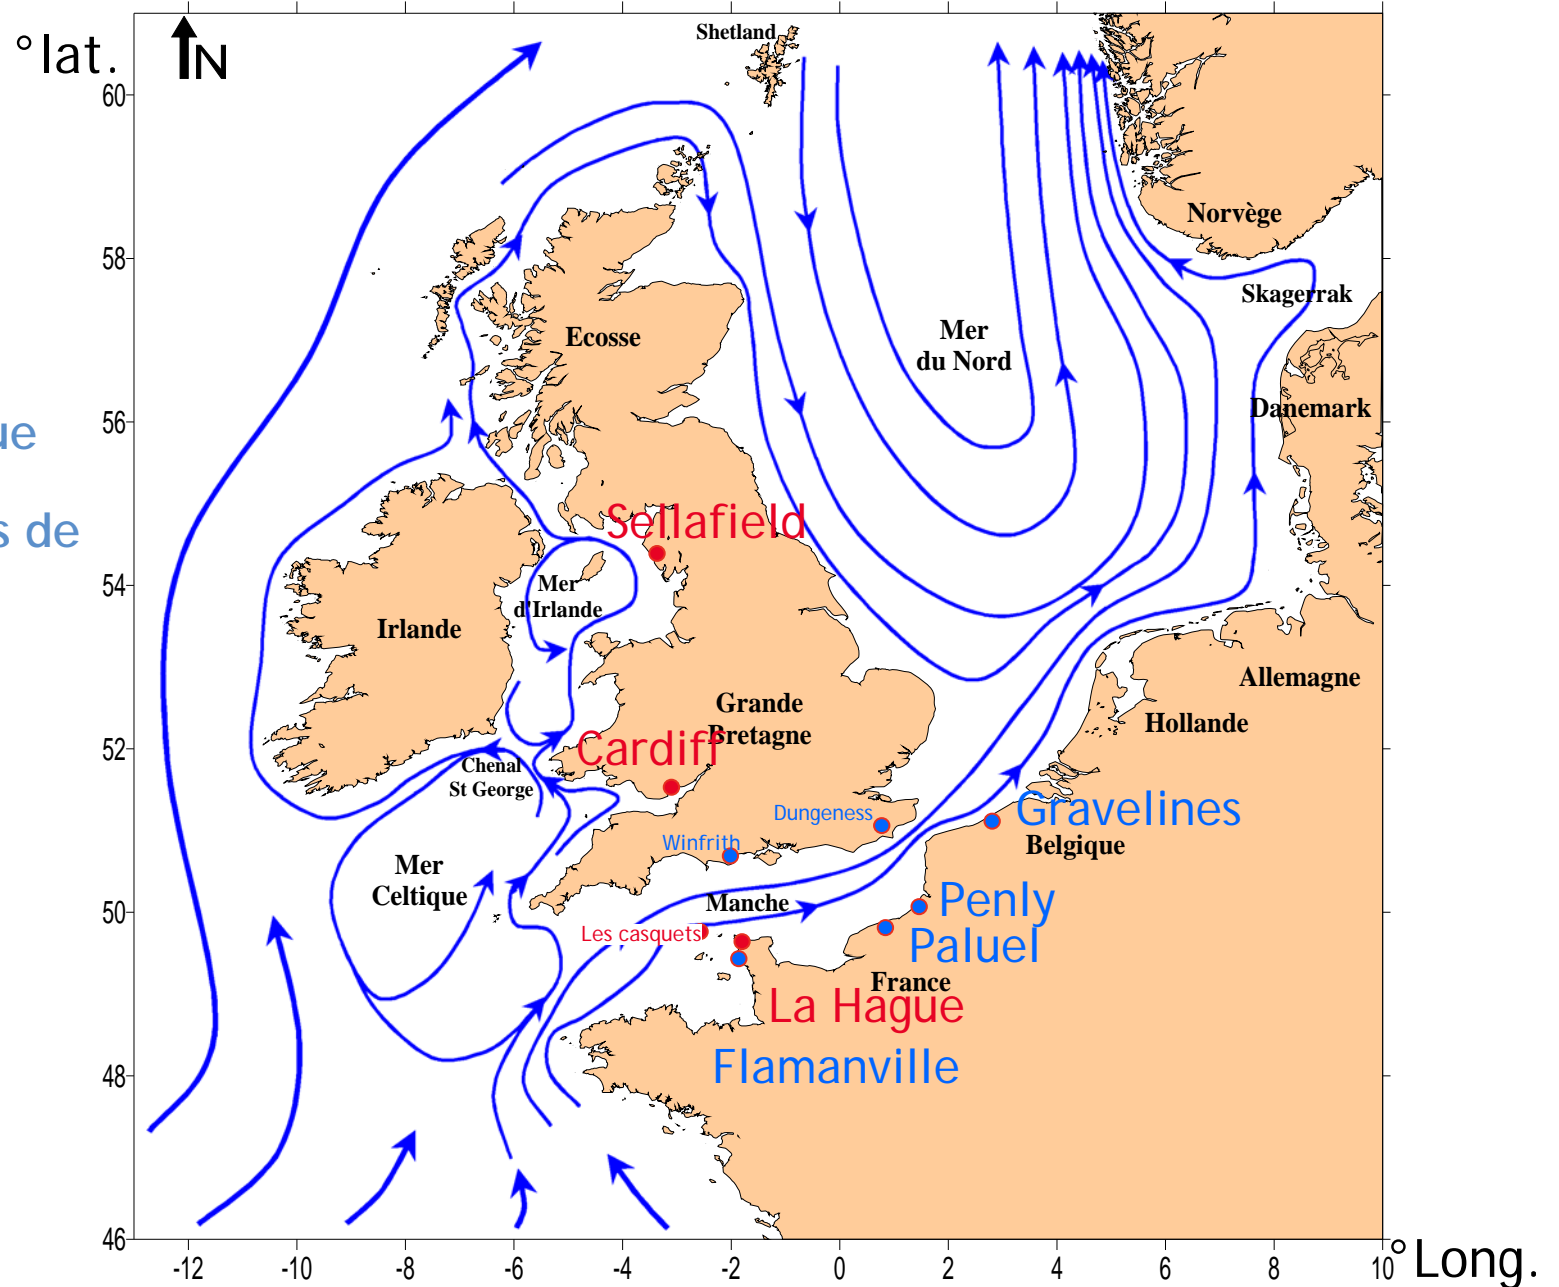 °lat.
N
Shetland
60
Norvège
58
Skagerrak
Ecosse
Mer
du Nord
56
Danemark
ue
s de
Sellafield
54
Mer
d'Irlande
Irlande
Allemagne
Grande
Bretagne
Hollande
52
Cardiff
Chenal
St George
Dungeness
Gravelines
Winfrith
Belgique
Mer
Celtique
Manche
Penly
50
Les casquets
Paluel
France
La Hague
Flamanville
48
46
-12 -10 -8 -6 -4 -2 0 2 4 6 8 10
°Long.